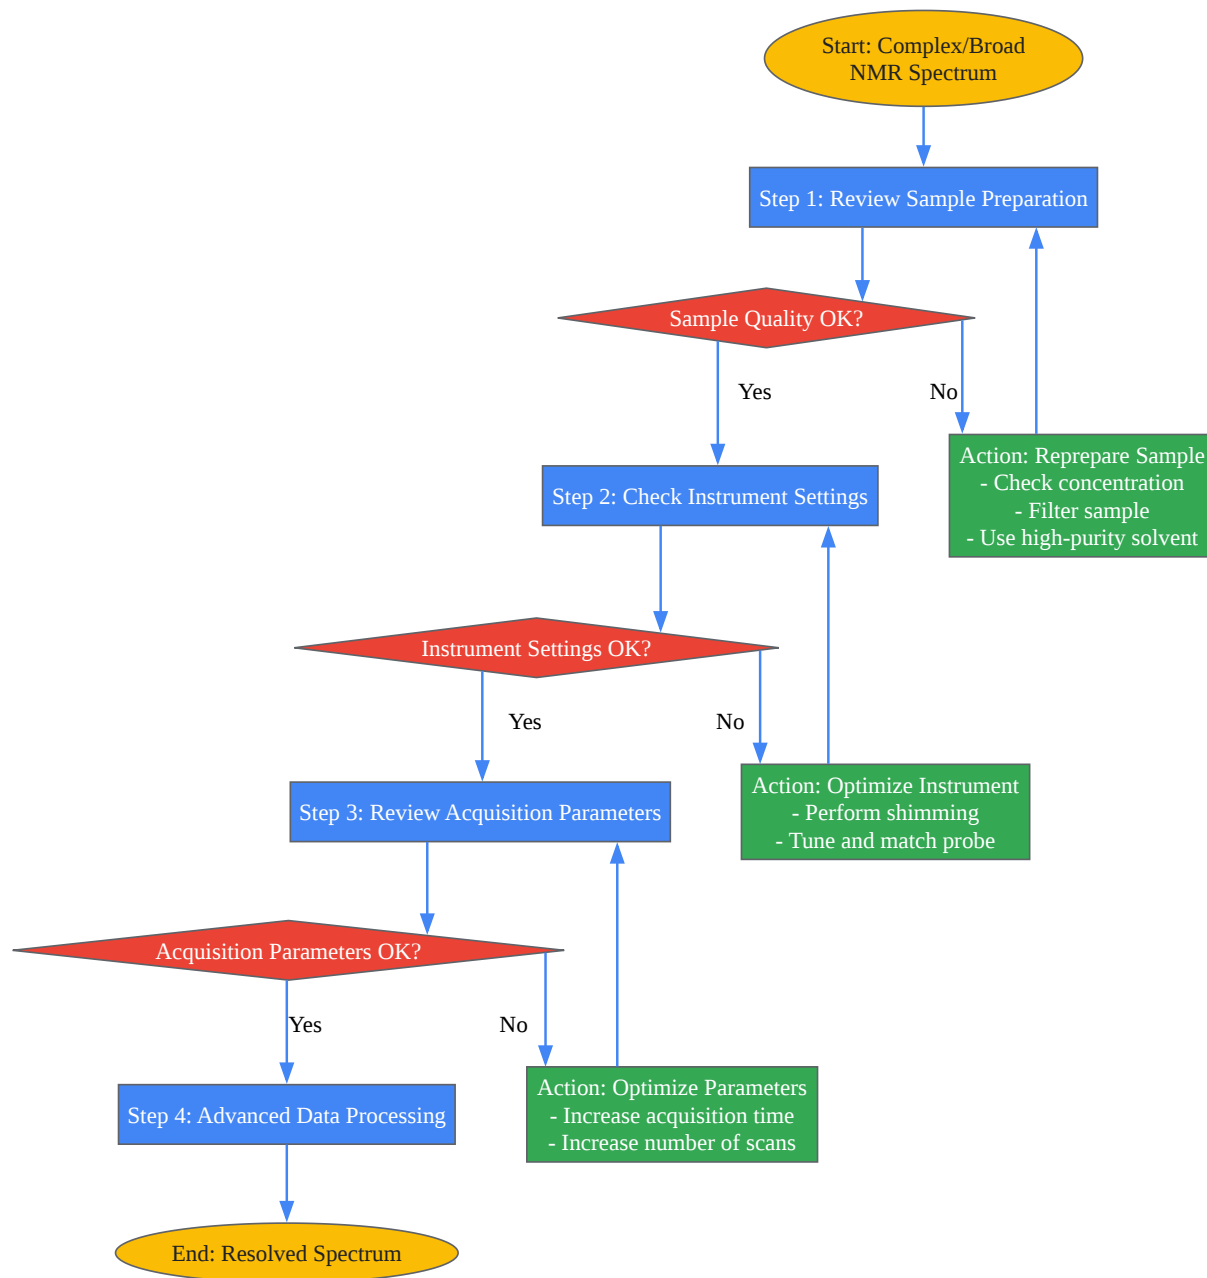 Start: Complex/Broad
NMR Spectrum
Step 1: Review Sample Preparation
Sample Quality OK?
Yes
No
Action: Reprepare Sample
- Check concentration
- Filter sample
- Use high-purity solvent
Step 2: Check Instrument Settings
Instrument Settings OK?
Yes
No
Action: Optimize Instrument
- Perform shimming
- Tune and match probe
Step 3: Review Acquisition Parameters
Acquisition Parameters OK?
Yes
No
Action: Optimize Parameters
- Increase acquisition time
- Increase number of scans
Step 4: Advanced Data Processing
End: Resolved Spectrum